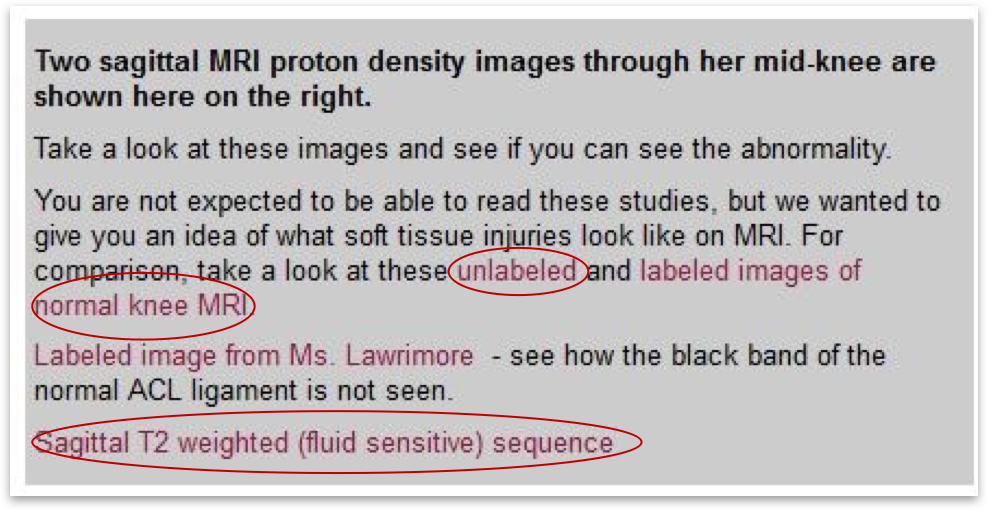 Two sagittal MRI proton density images through her mid-knee are
shown here on the right.
Take a look at these images and see if you can see the abnormality.
You are not expected to be able to read these studies, but we wanted to
give you an idea of what soft tissue injuries look like on MRI. For
comparison, take a look at these unlabeled and labeled images of
normal knee MRI.
Labeled image from Ms. Lawrimore - see how the black band of the
normal ACL ligament is not seen.
Sagittal T2 weighted (fluid sensitive) sequence